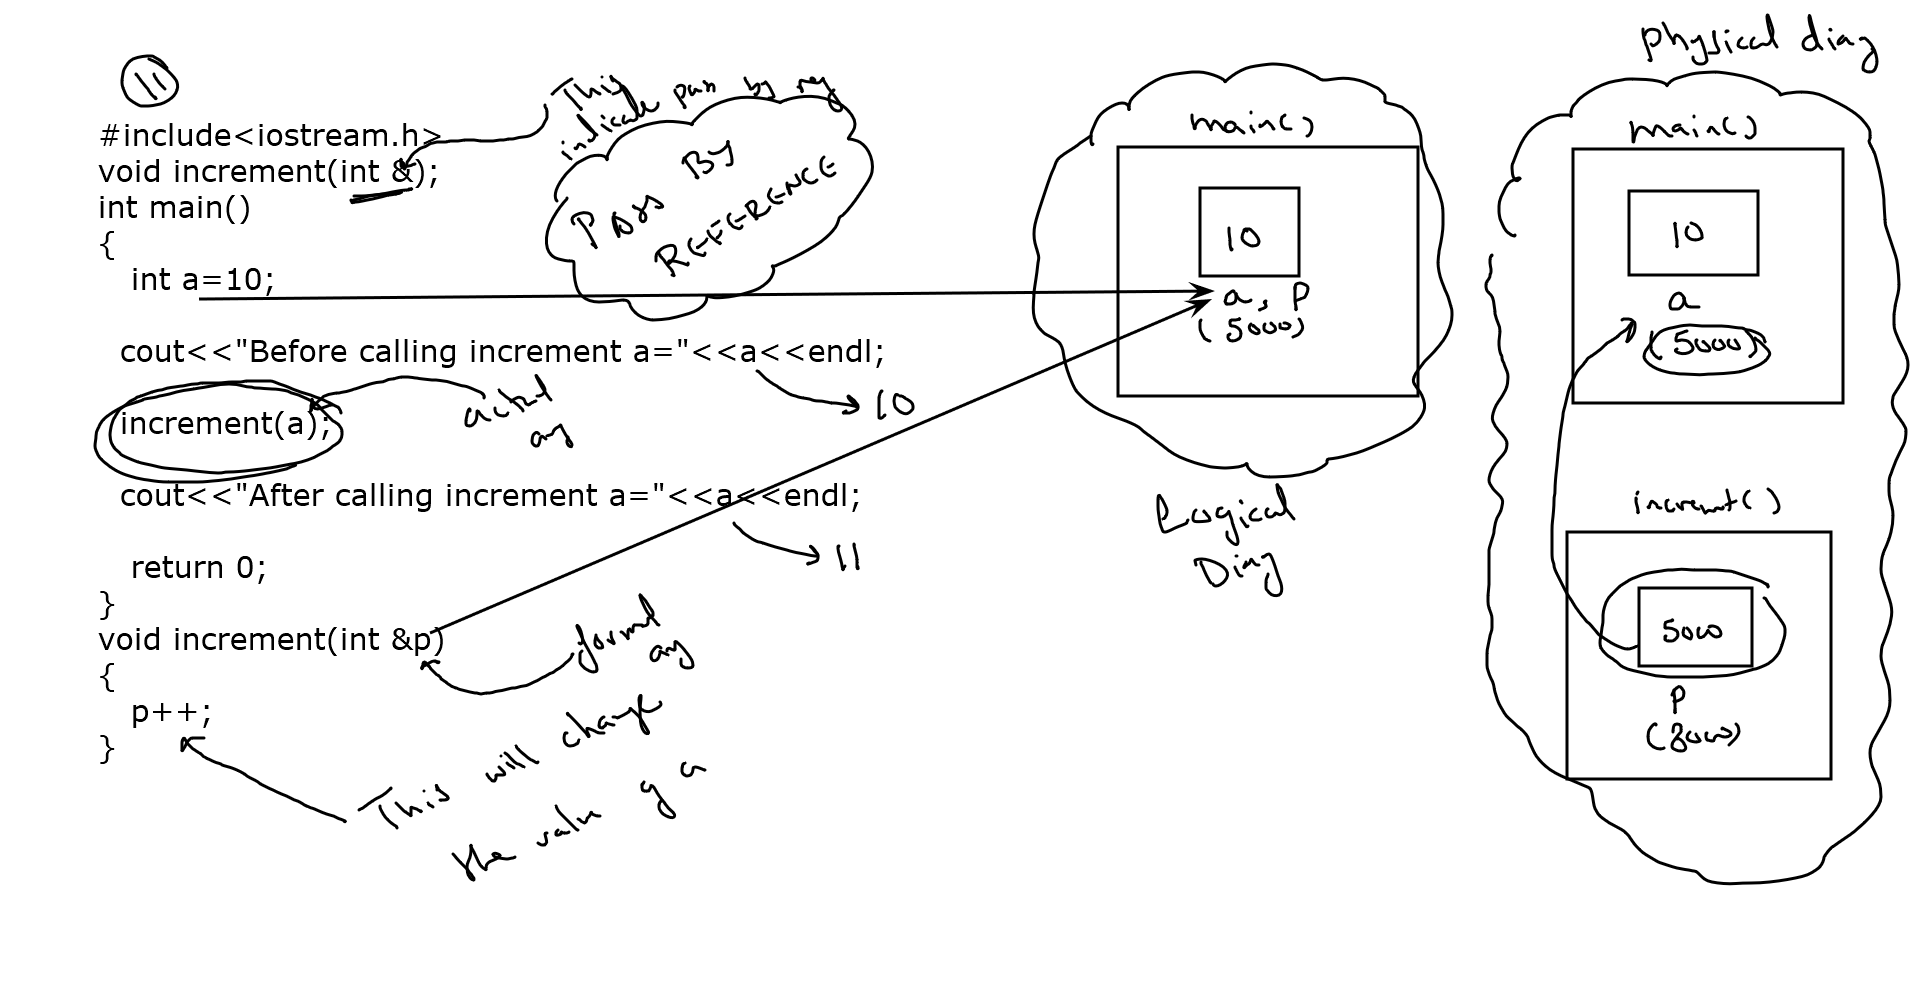 11
#include<iostream.h>
void increment(int &);
int main()
{
int a=10;
cout<<"Before calling increment a="<<a<<endl;
increment(a);
cout<<"After calling increment a="<<a<<endl;
return 0;
}
void increment(int &p)
{
p++;
}
This
indicate pass by ref
Pass By
REFERENCE
actual
arg
10
11
formal
arg
This will change
the value of a
main()
10
a, p
(5000)
Logical
Diag
Physical diag
main()
10
a
(5000)
increment()
5000
p
(8000)